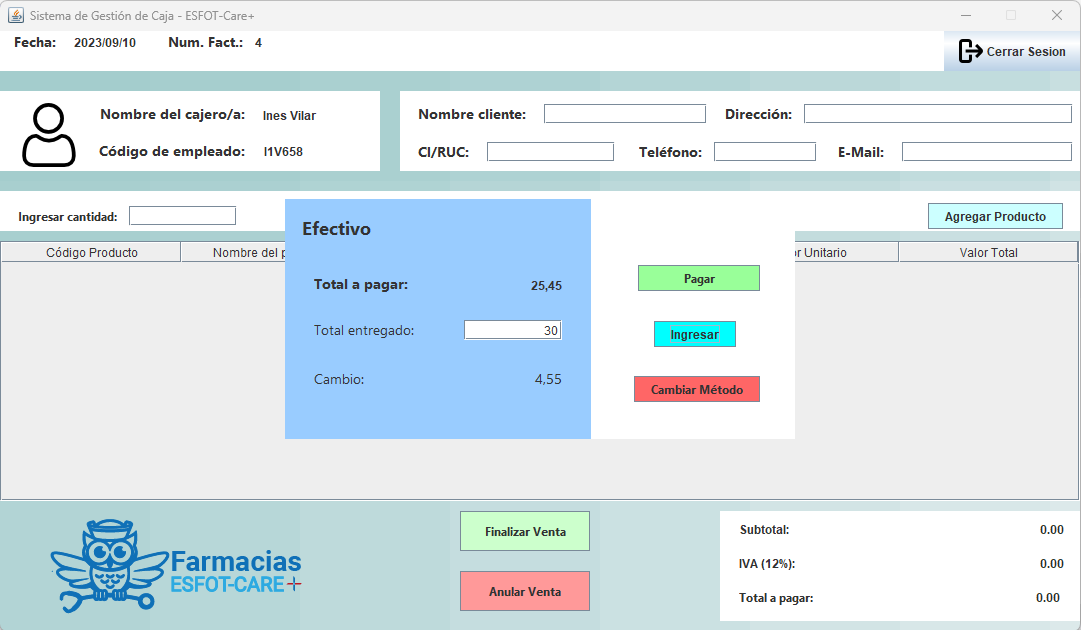 Sistema de Gestión de Caja - ESFOT-Care+
Fecha: 2023/09/10 Num. Fact.: 4
Cerrar Sesion
Nombre del cajero/a: Ines Vilar
Código de empleado: I1V658
Nombre cliente: Dirección:
CI/RUC: Teléfono: E-Mail:
Ingresar cantidad:
Agregar Producto
Código Producto Nombre del Unitario Valor Total
Efectivo
Total a pagar: 25,45
Total entregado: 30
Cambio: 4,55
Pagar
Ingresar
Cambiar Método
Farmacias
ESFOT-CARE+
Finalizar Venta
Anular Venta
Subtotal: 0.00
IVA (12%): 0.00
Total a pagar: 0.00